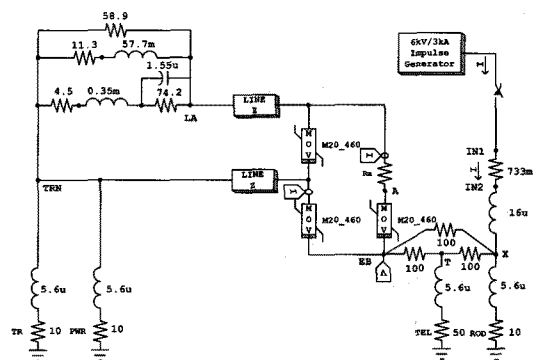 58.9
11.3
57.7m
1.55u
4.5
0.35m
74.2
LA
LINE
Z
6kV/3kA
Impulse
Generator
I
IN1
I
733m
IN2
16u
M
O
V
M20_460
I
Rm
A
TRN
LINE
Z
I
M
O
V
M20_460
M
O
V
M20_460
100
EB
T
X
100
100
V
5.6u
5.6u
5.6u
5.6u
TR
10
PWR
10
TEL
50
ROD
10